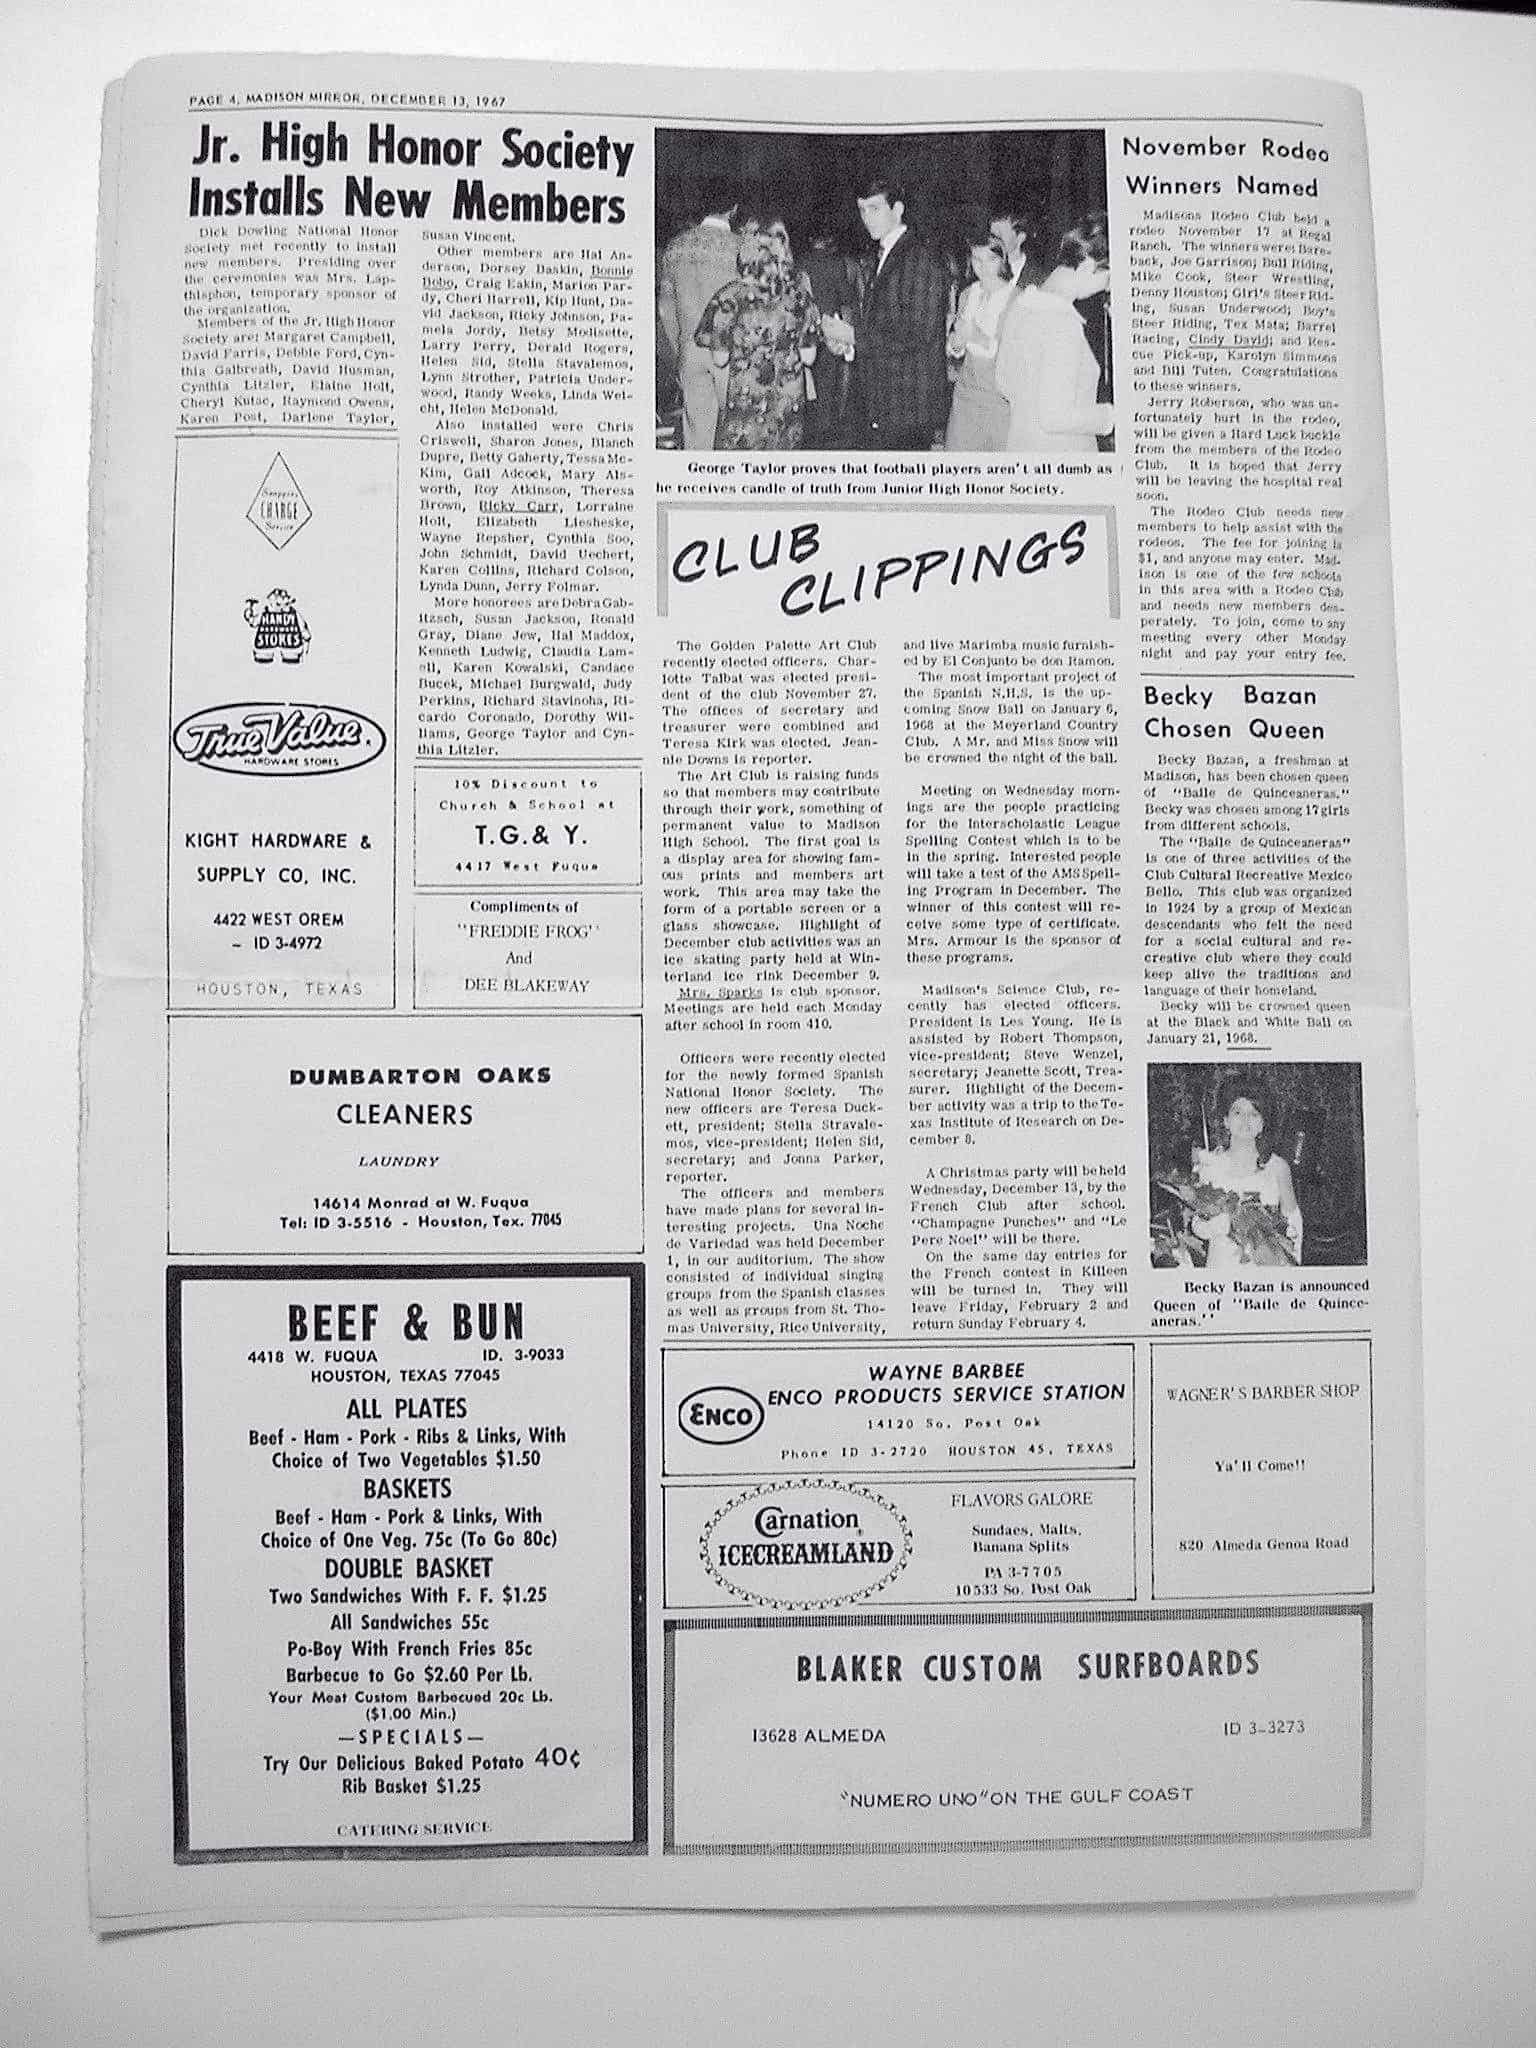 PAGE 4, MADISON MIRROR, DECEMBER 13, 1967
Jr. High Honor Society
Installs New Members
Dick Dowling National Honor
Society met recently to install
new members. Presiding over
the ceremonies was Mrs. Lap-
thisphon, temporary sponsor of
the organization.
Members of the Jr. High Honor
Society are: Margaret Campbell,
David Farris, Debbie Ford, Cyn-
thia Galbreath, David Husman,
Cynthia Litzler, Elaine Holt,
Cheryl Kutac, Raymond Owens,
Karen Post, Darlene Taylor,
Susan Vincent.
Other members are Hal An-
derson, Dorsey Baskin, Bonnie
Bobo, Craig Eakin, Marion Par-
dy, Cheri Harrell, Kip Hunt, Da-
vid Jackson, Ricky Johnson, Pa-
mela Jordy, Betsy Modisette,
Larry Perry, Derald Rogers,
Helen Sid, Stella Stavalemos,
Lynn Strother, Patricia Under-
wood, Randy Weeks, Linda Wei-
cht, Helen McDonald.
Also installed were Chris
Criswell, Sharon Jones, Blanch
Dupre, Betty Gaherty, Tessa Mc-
Kim, Gail Adcock, Mary Als-
worth, Roy Atkinson, Theresa
Brown, Ricky Carr, Lorraine
Holt, Elizabeth Liesheske,
Wayne Repsher, Cynthia Soo,
John Schmidt, David Uechert,
Karen Collins, Richard Colson,
Lynda Dunn, Jerry Folmar.
More honorees are Debra Gab-
itzsch, Susan Jackson, Ronald
Gray, Diane Jew, Hal Maddox,
Kenneth Ludwig, Claudia Lam-
ell, Karen Kowalski, Candace
Bucek, Michael Burgwald, Judy
Perkins, Richard Stavinoha, Ri-
cardo Coronado, Dorothy Wil-
liams, George Taylor and Cyn-
thia Litzler.
Shoppers
CHARGE
Service
HANDY
HARDWARE
STORES
True Value
HARDWARE STORES
KIGHT HARDWARE &
SUPPLY CO, INC.
4422 WEST OREM
- ID 3-4972
HOUSTON, TEXAS
10% Discount to
Church & School at
T.G.& Y.
4417 West Fuqua
Compliments of
"FREDDIE FROG"
And
DEE BLAKEWAY
DUMBARTON OAKS
CLEANERS
LAUNDRY
14614 Monrad at W. Fuqua
Tel: ID 3-5516 - Houston, Tex. 77045
BEEF & BUN
4418 W. FUQUA ID. 3-9033
HOUSTON, TEXAS 77045
ALL PLATES
Beef - Ham - Pork - Ribs & Links, With
Choice of Two Vegetables $1.50
BASKETS
Beef - Ham - Pork & Links, With
Choice of One Veg. 75c (To Go 80c)
DOUBLE BASKET
Two Sandwiches With F. F. $1.25
All Sandwiches 55c
Po-Boy With French Fries 85c
Barbecue to Go $2.60 Per Lb.
Your Meat Custom Barbecued 20c Lb.
($1.00 Min.)
—SPECIALS—
Try Our Delicious Baked Potato 40¢
Rib Basket $1.25
CATERING SERVICE
George Taylor proves that football players aren't all dumb as
he receives candle of truth from Junior High Honor Society.
CLUB
CLIPPINGS
The Golden Palette Art Club
recently elected officers. Char-
lotte Talbat was elected presi-
dent of the club November 27.
The offices of secretary and
treasurer were combined and
Teresa Kirk was elected. Jean-
nie Downs is reporter.
The Art Club is raising funds
so that members may contribute
through their work, something of
permanent value to Madison
High School. The first goal is
a display area for showing fam-
ous prints and members art
work. This area may take the
form of a portable screen or a
glass showcase. Highlight of
December club activities was an
ice skating party held at Win-
terland ice rink December 9.
Mrs. Sparks is club sponsor.
Meetings are held each Monday
after school in room 410.
Officers were recently elected
for the newly formed Spanish
National Honor Society. The
new officers are Teresa Duck-
ett, president; Stella Stravale-
mos, vice-president; Helen Sid,
secretary; and Jonna Parker,
reporter.
The officers and members
have made plans for several in-
teresting projects. Una Noche
de Variedad was held December
1, in our auditorium. The show
consisted of individual singing
groups from the Spanish classes
as well as groups from St. Tho-
mas University, Rice University,
and live Marimba music furnish-
ed by El Conjunto be don Ramon.
The most important project of
the Spanish N.H.S. is the up-
coming Snow Ball on January 6,
1968 at the Meyerland Country
Club. A Mr. and Miss Snow will
be crowned the night of the ball.
Meeting on Wednesday morn-
ings are the people practicing
for the Interscholastic League
Spelling Contest which is to be
in the spring. Interested people
will take a test of the AMS Spell-
ing Program in December. The
winner of this contest will re-
ceive some type of certificate.
Mrs. Armour is the sponsor of
these programs.
Madison's Science Club, re-
cently has elected officers.
President is Les Young. He is
assisted by Robert Thompson,
vice-president; Steve Wenzel,
secretary; Jeanette Scott, Trea-
surer. Highlight of the Decem-
ber activity was a trip to the Te-
xas Institute of Research on De-
cember 8.
A Christmas party will be held
Wednesday, December 13, by the
French Club after school.
"Champagne Punches" and "Le
Pere Noel" will be there.
On the same day entries for
the French contest in Killeen
will be turned in. They will
leave Friday, February 2 and
return Sunday February 4.
November Rodeo
Winners Named
Madisons Rodeo Club held a
rodeo November 17 at Regal
Ranch. The winners were: Bare-
back, Joe Garrison; Bull Riding,
Mike Cook, Steer Wrestling,
Denny Houston; Girl's Steer Rid-
ing, Susan Underwood; Boy's
Steer Riding, Tex Mata; Barrel
Racing, Cindy David; and Res-
cue Pick-up, Karolyn Simmons
and Bill Tuten. Congratulations
to these winners.
Jerry Roberson, who was un-
fortunately hurt in the rodeo,
will be given a Hard Luck buckle
from the members of the Rodeo
Club. It is hoped that Jerry
will be leaving the hospital real
soon.
The Rodeo Club needs new
members to help assist with the
rodeos. The fee for joining is
$1, and anyone may enter. Mad-
ison is one of the few schools
in this area with a Rodeo Club
and needs new members des-
perately. To join, come to any
meeting every other Monday
night and pay your entry fee.
Becky Bazan
Chosen Queen
Becky Bazan, a freshman at
Madison, has been chosen queen
of "Baile de Quinceaneras."
Becky was chosen among 17 girls
from different schools.
The "Baile de Quinceaneras"
is one of three activities of the
Club Cultural Recreative Mexico
Bello. This club was organized
in 1924 by a group of Mexican
descendants who felt the need
for a social cultural and re-
creative club where they could
keep alive the traditions and
language of their homeland.
Becky will be crowned queen
at the Black and White Ball on
January 21, 1968.
Becky Bazan is announced
Queen of "Baile de Quince-
aneras."
ENCO
WAYNE BARBEE
ENCO PRODUCTS SERVICE STATION
14120 So. Post Oak
Phone ID 3-2720 HOUSTON 45, TEXAS
Carnation
ICECREAMLAND
FLAVORS GALORE
Sundaes, Malts,
Banana Splits
PA 3-7705
10533 So. Post Oak
WAGNER'S BARBER SHOP
Ya'll Come!!
820 Almeda Genoa Road
BLAKER CUSTOM SURFBOARDS
13628 ALMEDA ID 3-3273
"NUMERO UNO" ON THE GULF COAST